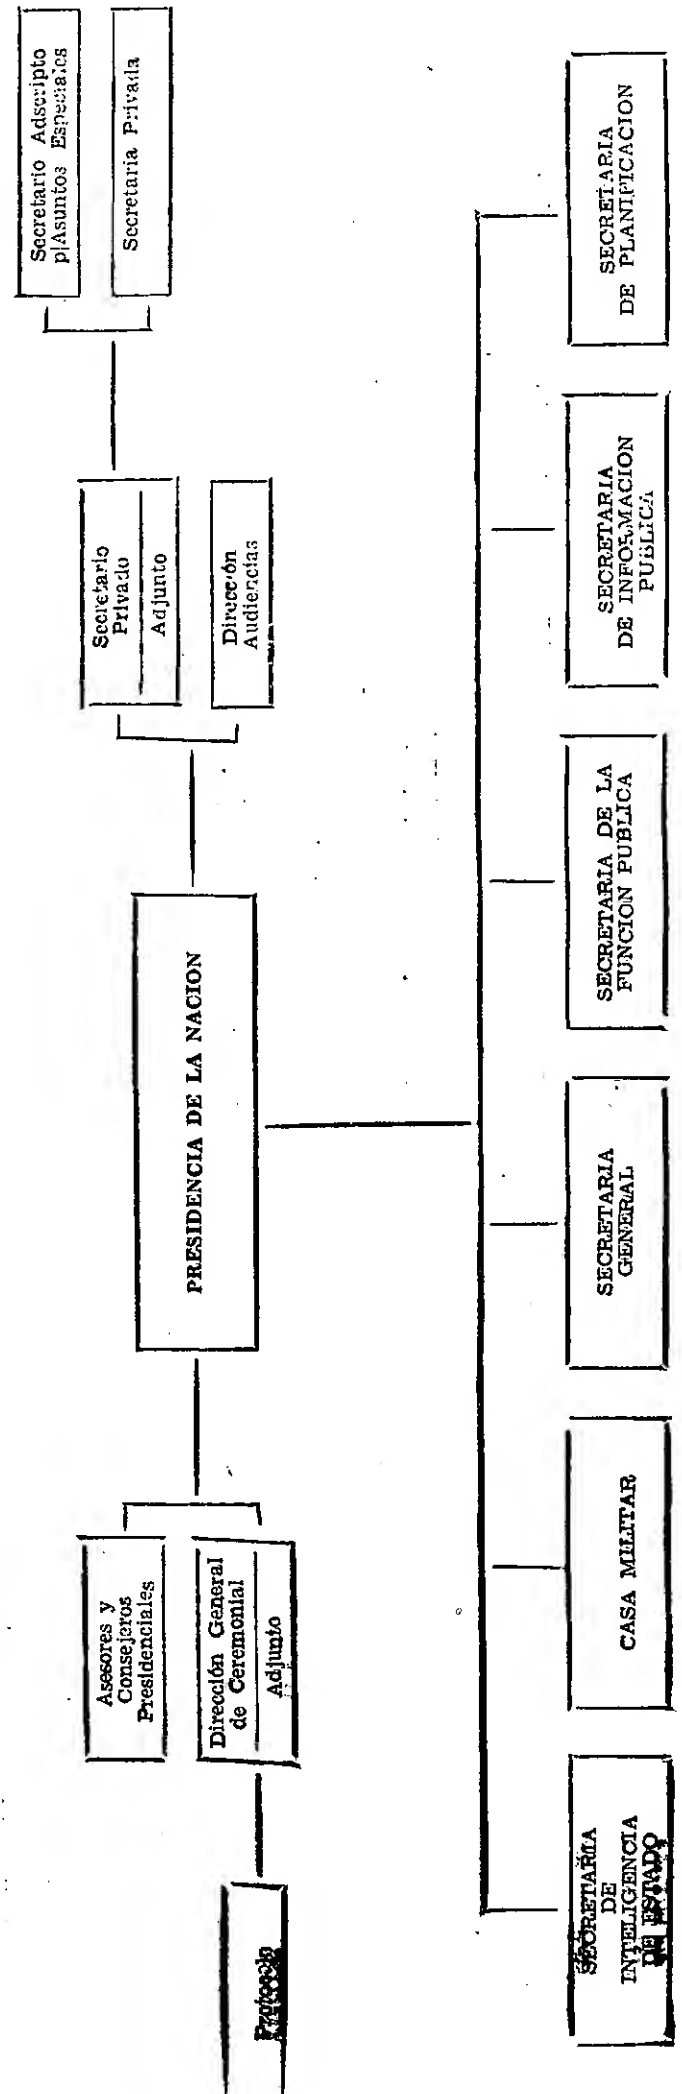 Secretario Adscripto
p|Asuntos Especiales
Secretaria Privada
Secretario
Privado
Adjunto
Dirección
Audiencias
PRESIDENCIA DE LA NACION
Asesores y
Consejeros
Presidenciales
Dirección General
de Ceremonial
Adjunto
Protocolo
SECRETARIA
DE
INTELIGENCIA
DE ESTADO
CASA MILITAR
SECRETARIA
GENERAL
SECRETARIA DE LA
FUNCION PUBLICA
SECRETARIA
DE INFORMACION
PUBLICA
SECRETARIA
DE PLANIFICACION